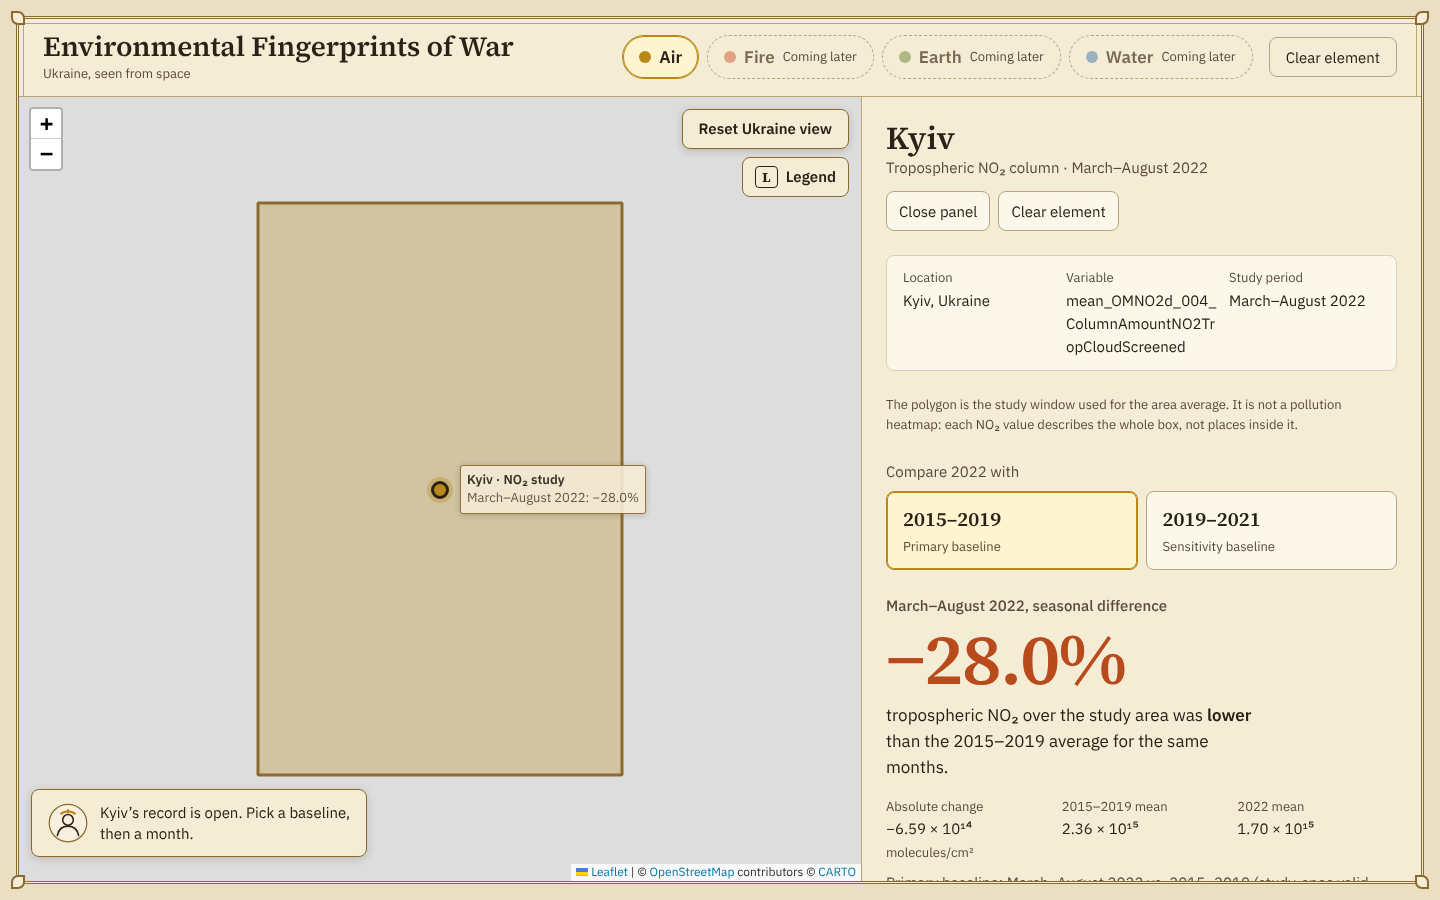 Environmental Fingerprints of War
Ukraine, seen from space
Air
Fire Coming later
Earth Coming later
Water Coming later
Clear element
+
−
Reset Ukraine view
L Legend
Kyiv · NO₂ study
March–August 2022: −28.0%
Kyiv’s record is open. Pick a baseline,
then a month.
Leaflet | © OpenStreetMap contributors © CARTO
Kyiv
Tropospheric NO₂ column · March–August 2022
Close panel
Clear element
Location
Kyiv, Ukraine
Variable
mean_OMNO2d_004_
ColumnAmountNO2Tr
opCloudScreened
Study period
March–August 2022
The polygon is the study window used for the area average. It is not a pollution
heatmap: each NO₂ value describes the whole box, not places inside it.
Compare 2022 with
2015–2019
Primary baseline
2019–2021
Sensitivity baseline
March–August 2022, seasonal difference
−28.0%
tropospheric NO₂ over the study area was lower
than the 2015–2019 average for the same
months.
Absolute change
−6.59 × 10¹⁴
molecules/cm²
2015–2019 mean
2.36 × 10¹⁵
2022 mean
1.70 × 10¹⁵